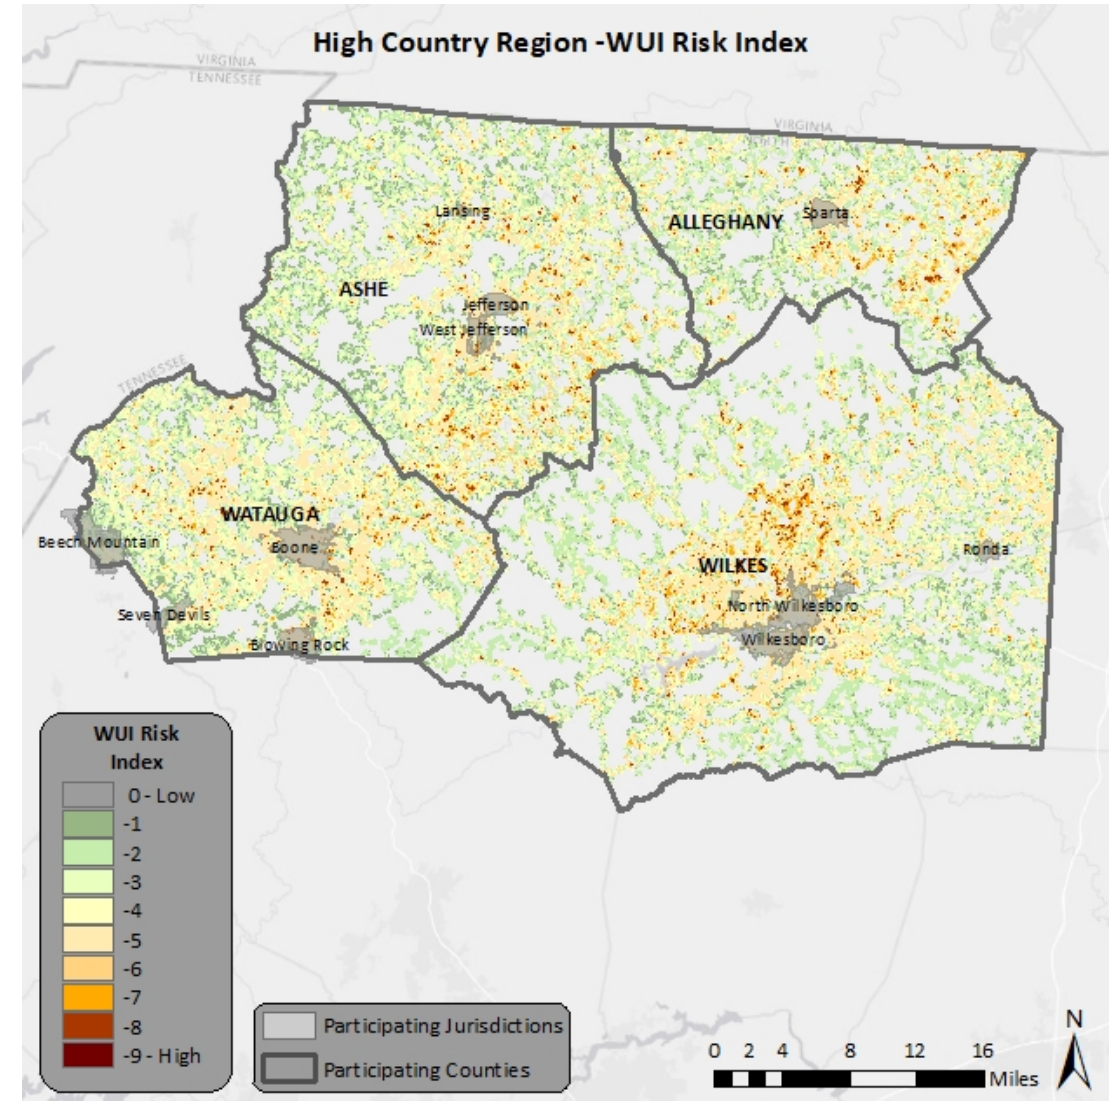 High Country Region -WUI Risk Index
VIRGINIA
TENNESSEE
VIRGINIA
Lansing
ALLEGHANY
Sparta
ASHE
Jefferson
West Jefferson
TENNESSEE
WATAUGA
Boone
Beech Mountain
Seven Devils
Blowing Rock
WILKES
Ronda
North Wilkesboro
Wilkesboro
WUI Risk
Index
0 - Low
-1
-2
-3
-4
-5
-6
-7
-8
-9 - High
Participating Jurisdictions
Participating Counties
0 2 4 8 12 16
Miles
N